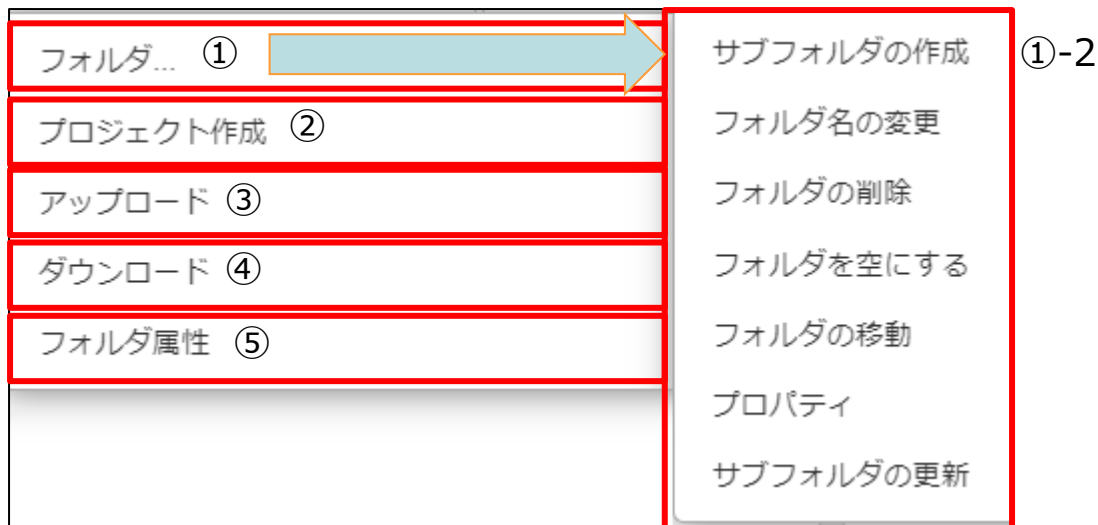 フォルダ... ①
プロジェクト作成 ②
アップロード ③
ダウンロード ④
フォルダ属性 ⑤
サブフォルダの作成 ①-2
フォルダ名の変更
フォルダの削除
フォルダを空にする
フォルダの移動
プロパティ
サブフォルダの更新